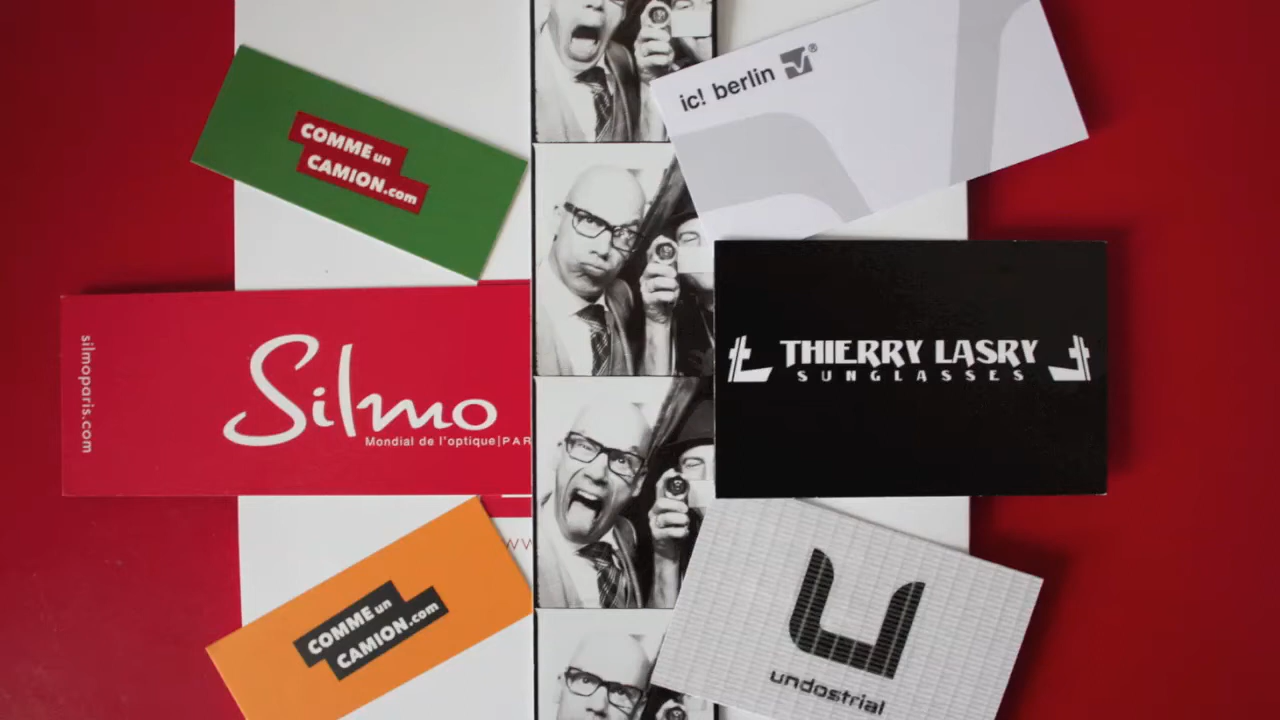 COMME un
CAMION.com
ic! berlin ®
silmoparis.com
Silmo
Mondial de l'optique|PAR
THIERRY LASRY
SUNGLASSES
COMME un
CAMION.com
undostrial